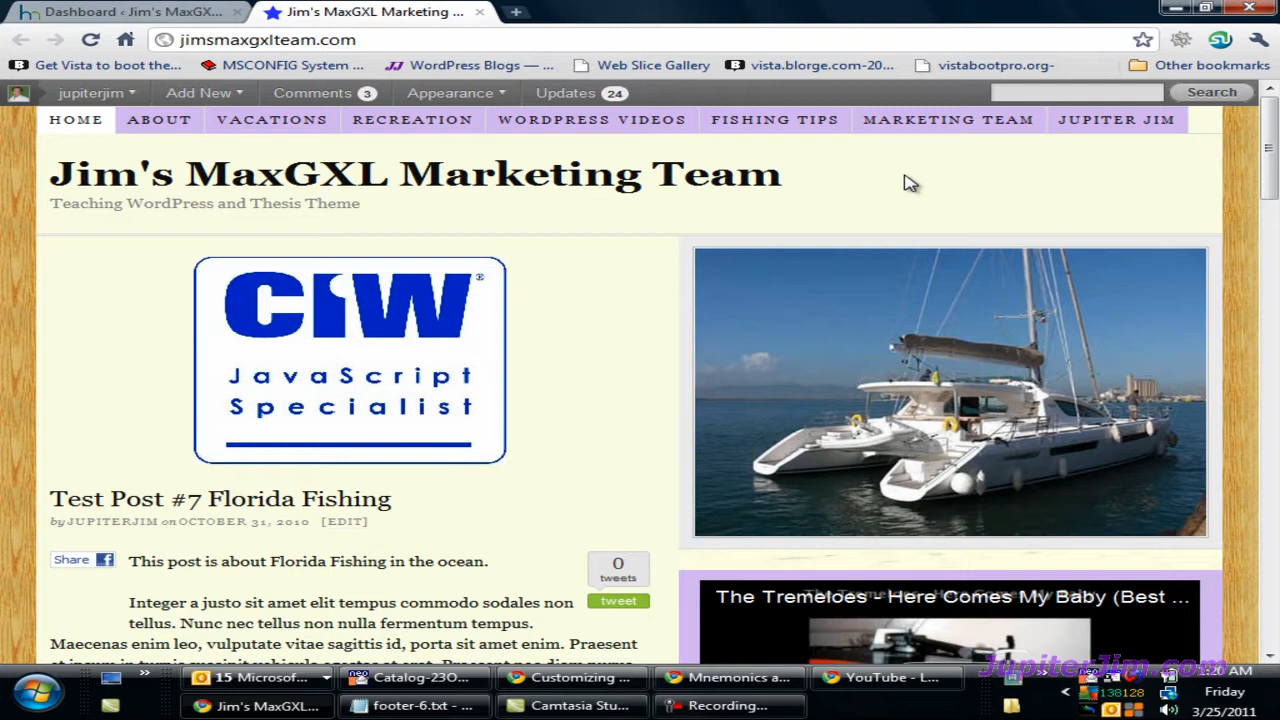 Dashboard ‹ Jim's MaxGX...
Jim's MaxGXL Marketing ...
jimsmaxgxlteam.com
Get Vista to boot the...
MSCONFIG System ...
WordPress Blogs — ...
Web Slice Gallery
vista.blorge.com-20...
vistabootpro.org-
Other bookmarks
jupiterjim
Add New
Comments 3
Appearance
Updates 24
Search
HOME
ABOUT
VACATIONS
RECREATION
WORDPRESS VIDEOS
FISHING TIPS
MARKETING TEAM
JUPITER JIM
Jim's MaxGXL Marketing Team
Teaching WordPress and Thesis Theme
CIW®
JavaScript
Specialist
Test Post #7 Florida Fishing
by JUPITERJIM on OCTOBER 31, 2010 [EDIT]
Share
This post is about Florida Fishing in the ocean.
0
tweets
tweet
Integer a justo sit amet elit tempus commodo sodales non
tellus. Nunc nec tellus non nulla fermentum tempus.
Maecenas enim leo, vulputate vitae sagittis id, porta sit amet enim. Praesent
The Tremeloes - Here Comes My Baby (Best ...
JupiterJim.com
15 Microsof...
neo
Catalog-23O...
Customizing ...
Mnemonics a...
YouTube - L...
1:20 AM
Jim's MaxGXL...
footer-6.txt - ...
Camtasia Stu...
Recording...
138128
Friday
3/25/2011